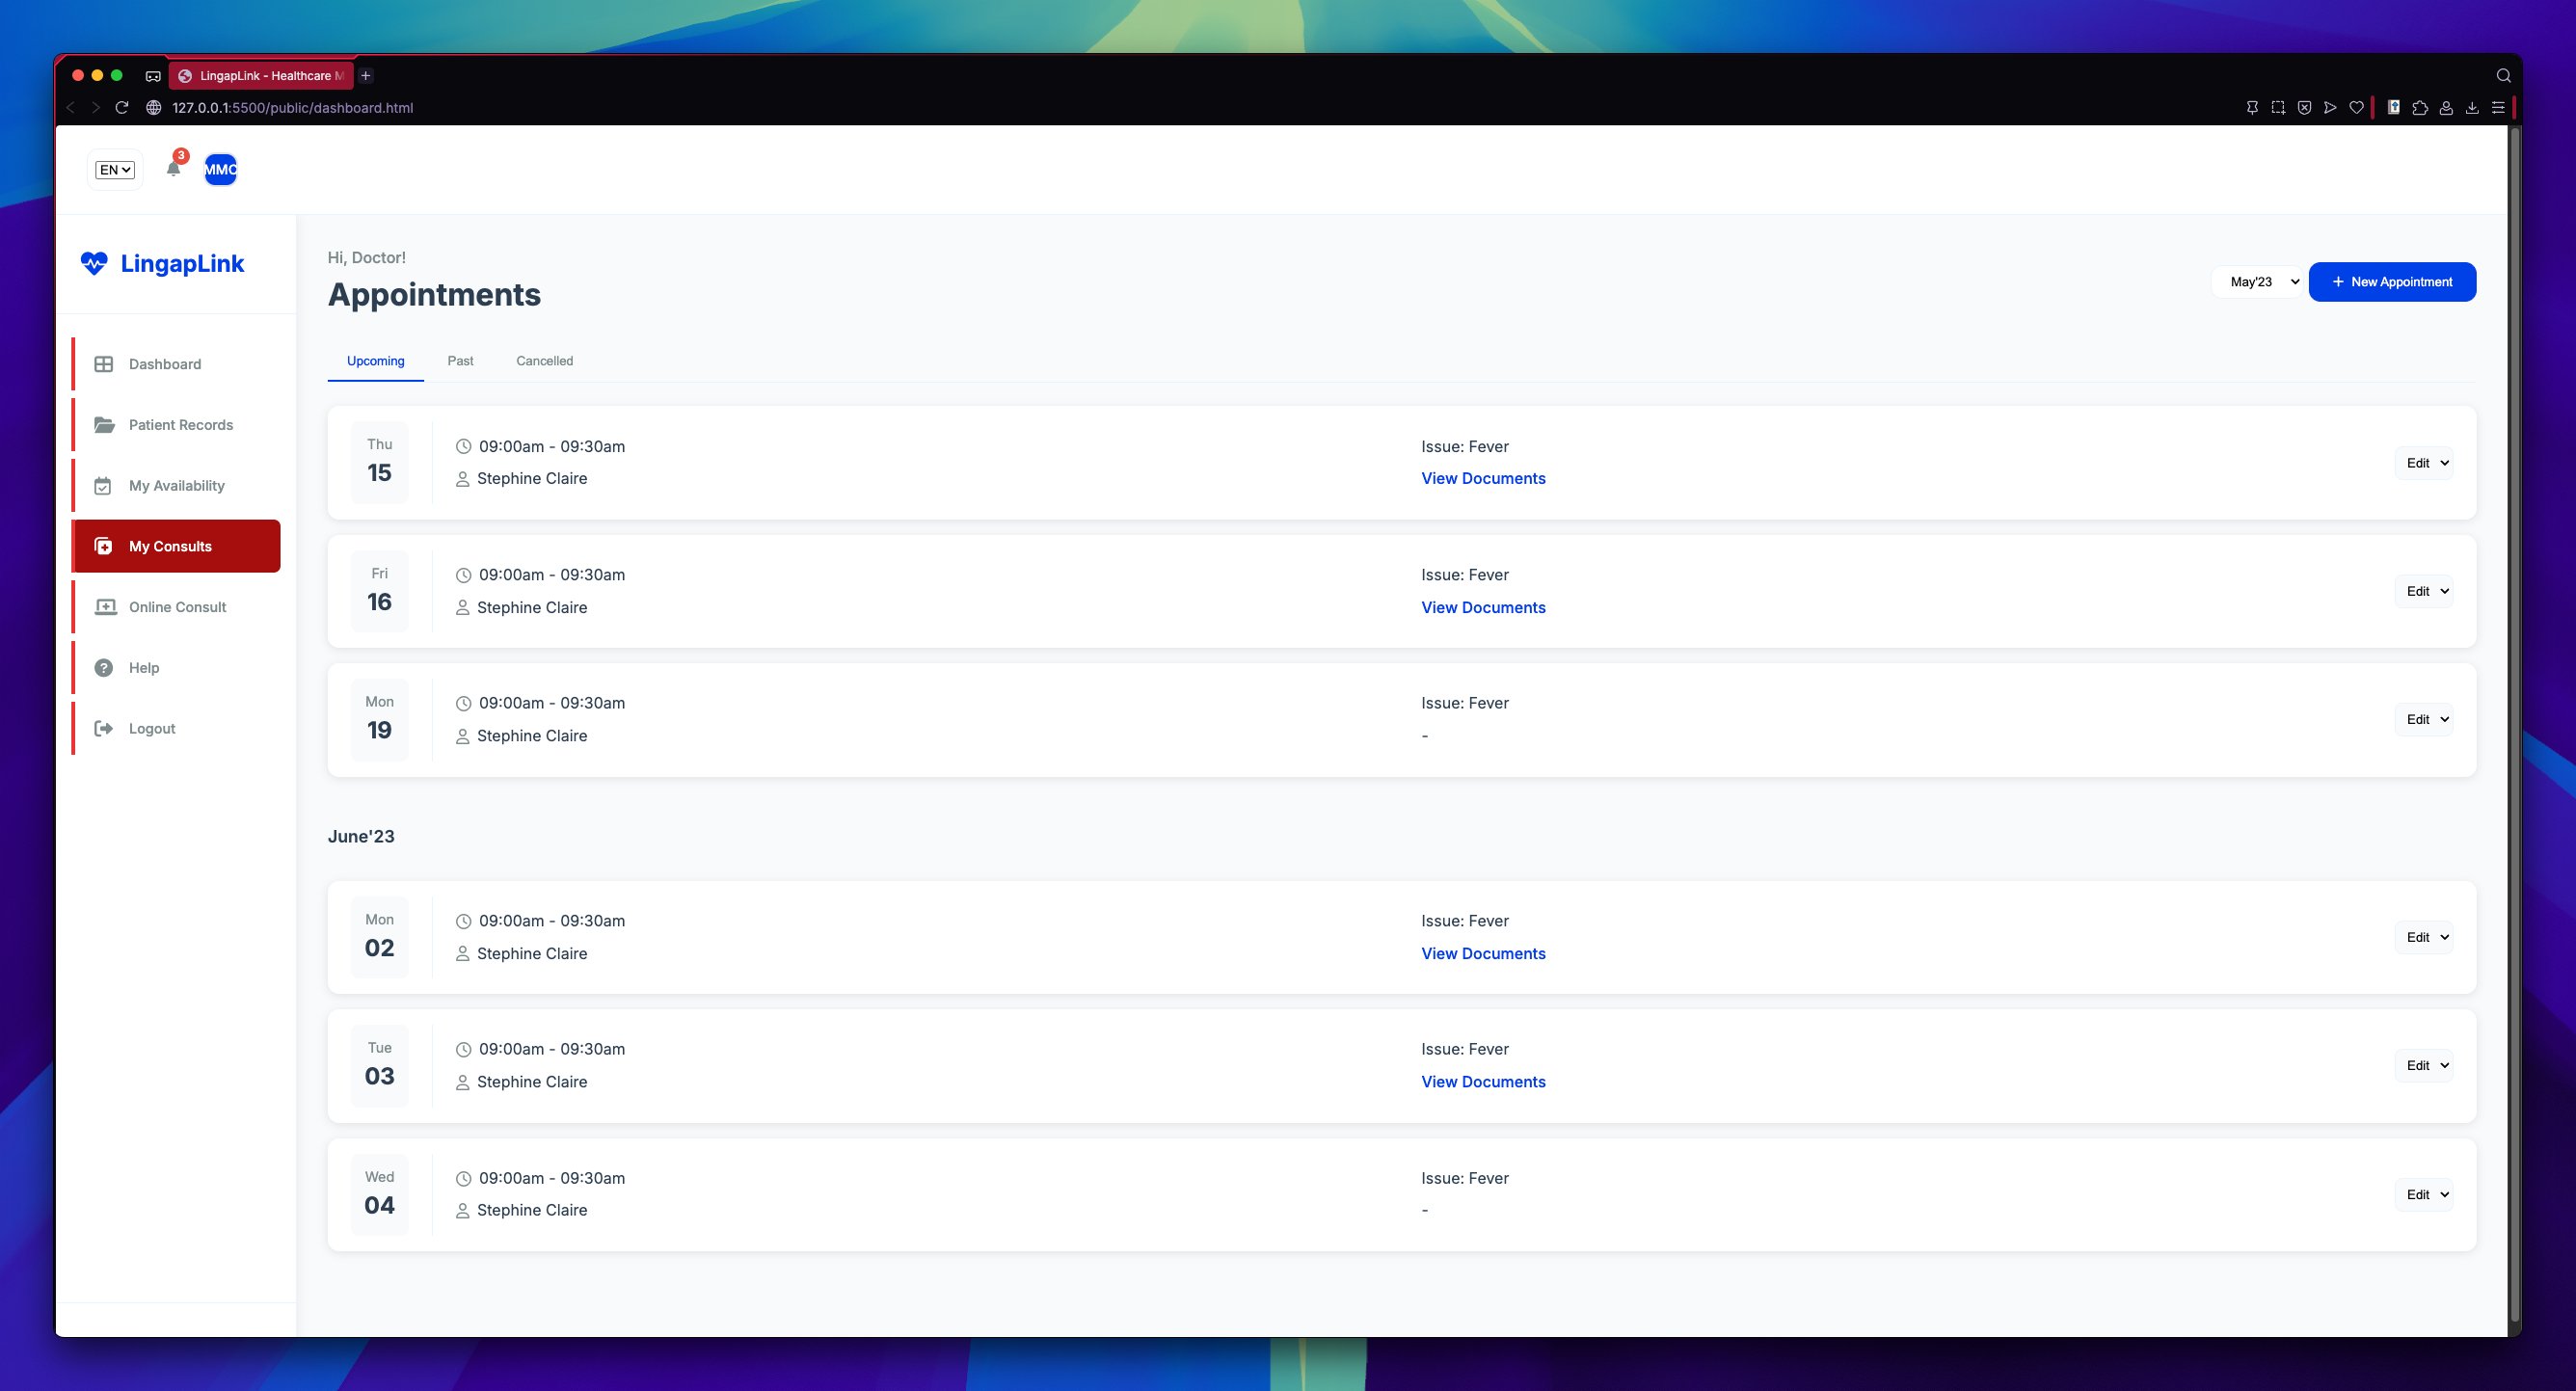 LingapLink - Healthcare M
127.0.0.1:5500/public/dashboard.html
EN
3
MMC
LingapLink
Dashboard
Patient Records
My Availability
My Consults
Online Consult
Help
Logout
Hi, Doctor!
Appointments
May'23
+ New Appointment
Upcoming Past Cancelled
Thu
15
09:00am - 09:30am
Stephine Claire
Issue: Fever
View Documents
Edit
Fri
16
09:00am - 09:30am
Stephine Claire
Issue: Fever
View Documents
Edit
Mon
19
09:00am - 09:30am
Stephine Claire
Issue: Fever
-
Edit
June'23
Mon
02
09:00am - 09:30am
Stephine Claire
Issue: Fever
View Documents
Edit
Tue
03
09:00am - 09:30am
Stephine Claire
Issue: Fever
View Documents
Edit
Wed
04
09:00am - 09:30am
Stephine Claire
Issue: Fever
-
Edit